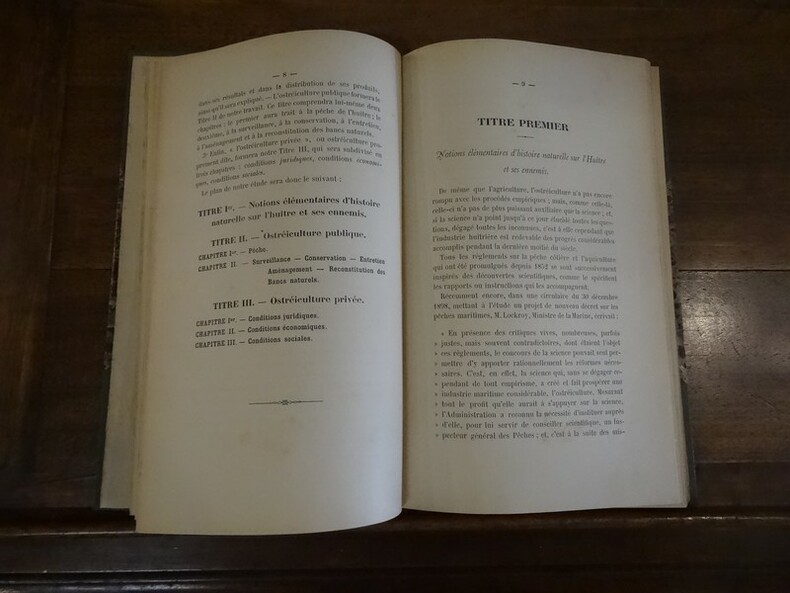 — 8 —
dans ses résultats et dans la distribution de ses produits,
ainsi qu'il sera expliqué. — L'ostréiculture publique formera le
Titre II de notre travail. Ce titre comprendra lui-même deux
chapitres : le premier aura trait à la pêche de l'huître ; le
deuxième, à la surveillance, à la conservation, à l'entretien,
à l'aménagement et à la reconstitution des bancs naturels.
2° Enfin, « l'ostréiculture privée », ou ostréiculture pro-
prement dite, formera notre Titre III, qui sera subdivisé en
trois chapitres : conditions juridiques, conditions économi-
ques, conditions sociales.
Le plan de notre étude sera donc le suivant :
TITRE Ier. — Notions élémentaires d'histoire
naturelle sur l'huître et ses ennemis.
TITRE II. — Ostréiculture publique.
CHAPITRE Ier. — Pêche.
CHAPITRE II. — Surveillance — Conservation — Entretien
Aménagement — Reconstitution des
Bancs naturels.
TITRE III. — Ostréiculture privée.
CHAPITRE Ier. — Conditions juridiques.
CHAPITRE II. — Conditions économiques.
CHAPITRE III. — Conditions sociales.
— 9 —
TITRE PREMIER
Notions élémentaires d'histoire naturelle sur l'Huître
et ses ennemis.
De même que l'agriculture, l'ostréiculture n'a pas encore
rompu avec les procédés empiriques ; mais, comme celle-là,
celle-ci n'a pas de plus puissant auxiliaire que la science ; et,
si la science n'a point jusqu'à ce jour élucidé toutes les ques-
tions, dégagé toutes les inconnues, c'est à elle cependant que
l'industrie huîtrière est redevable des progrès considérables
accomplis pendant la dernière moitié du siècle.
Tous les règlements sur la pêche côtière et l'aquiculture
qui ont été promulgués depuis 1852 se sont successivement
inspirés des découvertes scientifiques, comme le spécifient
les rapports ou instructions qui les accompagnent.
Récemment encore, dans une circulaire du 30 décembre
1898, mettant à l'étude un projet de nouveau décret sur les
pêches maritimes, M. Lockroy, Ministre de la Marine, écrivait :
« En présence des critiques vives, nombreuses, parfois
» justes, mais souvent contradictoires, dont étaient l'objet
» ces règlements, le concours de la science pouvait seul per-
» mettre d'y apporter rationnellement les réformes néces-
» saires. C'est, en effet, la science qui, sans se dégager ce-
» pendant de tout empirisme, a créé et fait prospérer une
» industrie maritime considérable, l'ostréiculture. Mesurant
» tout le profit qu'elle aurait à s'appuyer sur la science,
» l'Administration a reconnu la nécessité d'instituer auprès
» d'elle, pour lui servir de conseiller scientifique, un Ins-
» pecteur général des Pêches ; et, c'est à la suite des mis-